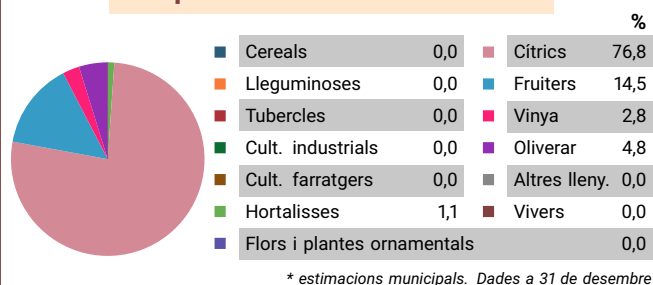 %
Cereals 0,0 Cítrics 76,8
Lleguminoses 0,0 Fruiters 14,5
Tubercles 0,0 Vinya 2,8
Cult. industrials 0,0 Oliverar 4,8
Cult. farratgers 0,0 Altres lleny. 0,0
Hortalisses 1,1 Vivers 0,0
Flors i plantes ornamentals 0,0
* estimacions municipals. Dades a 31 de desembre